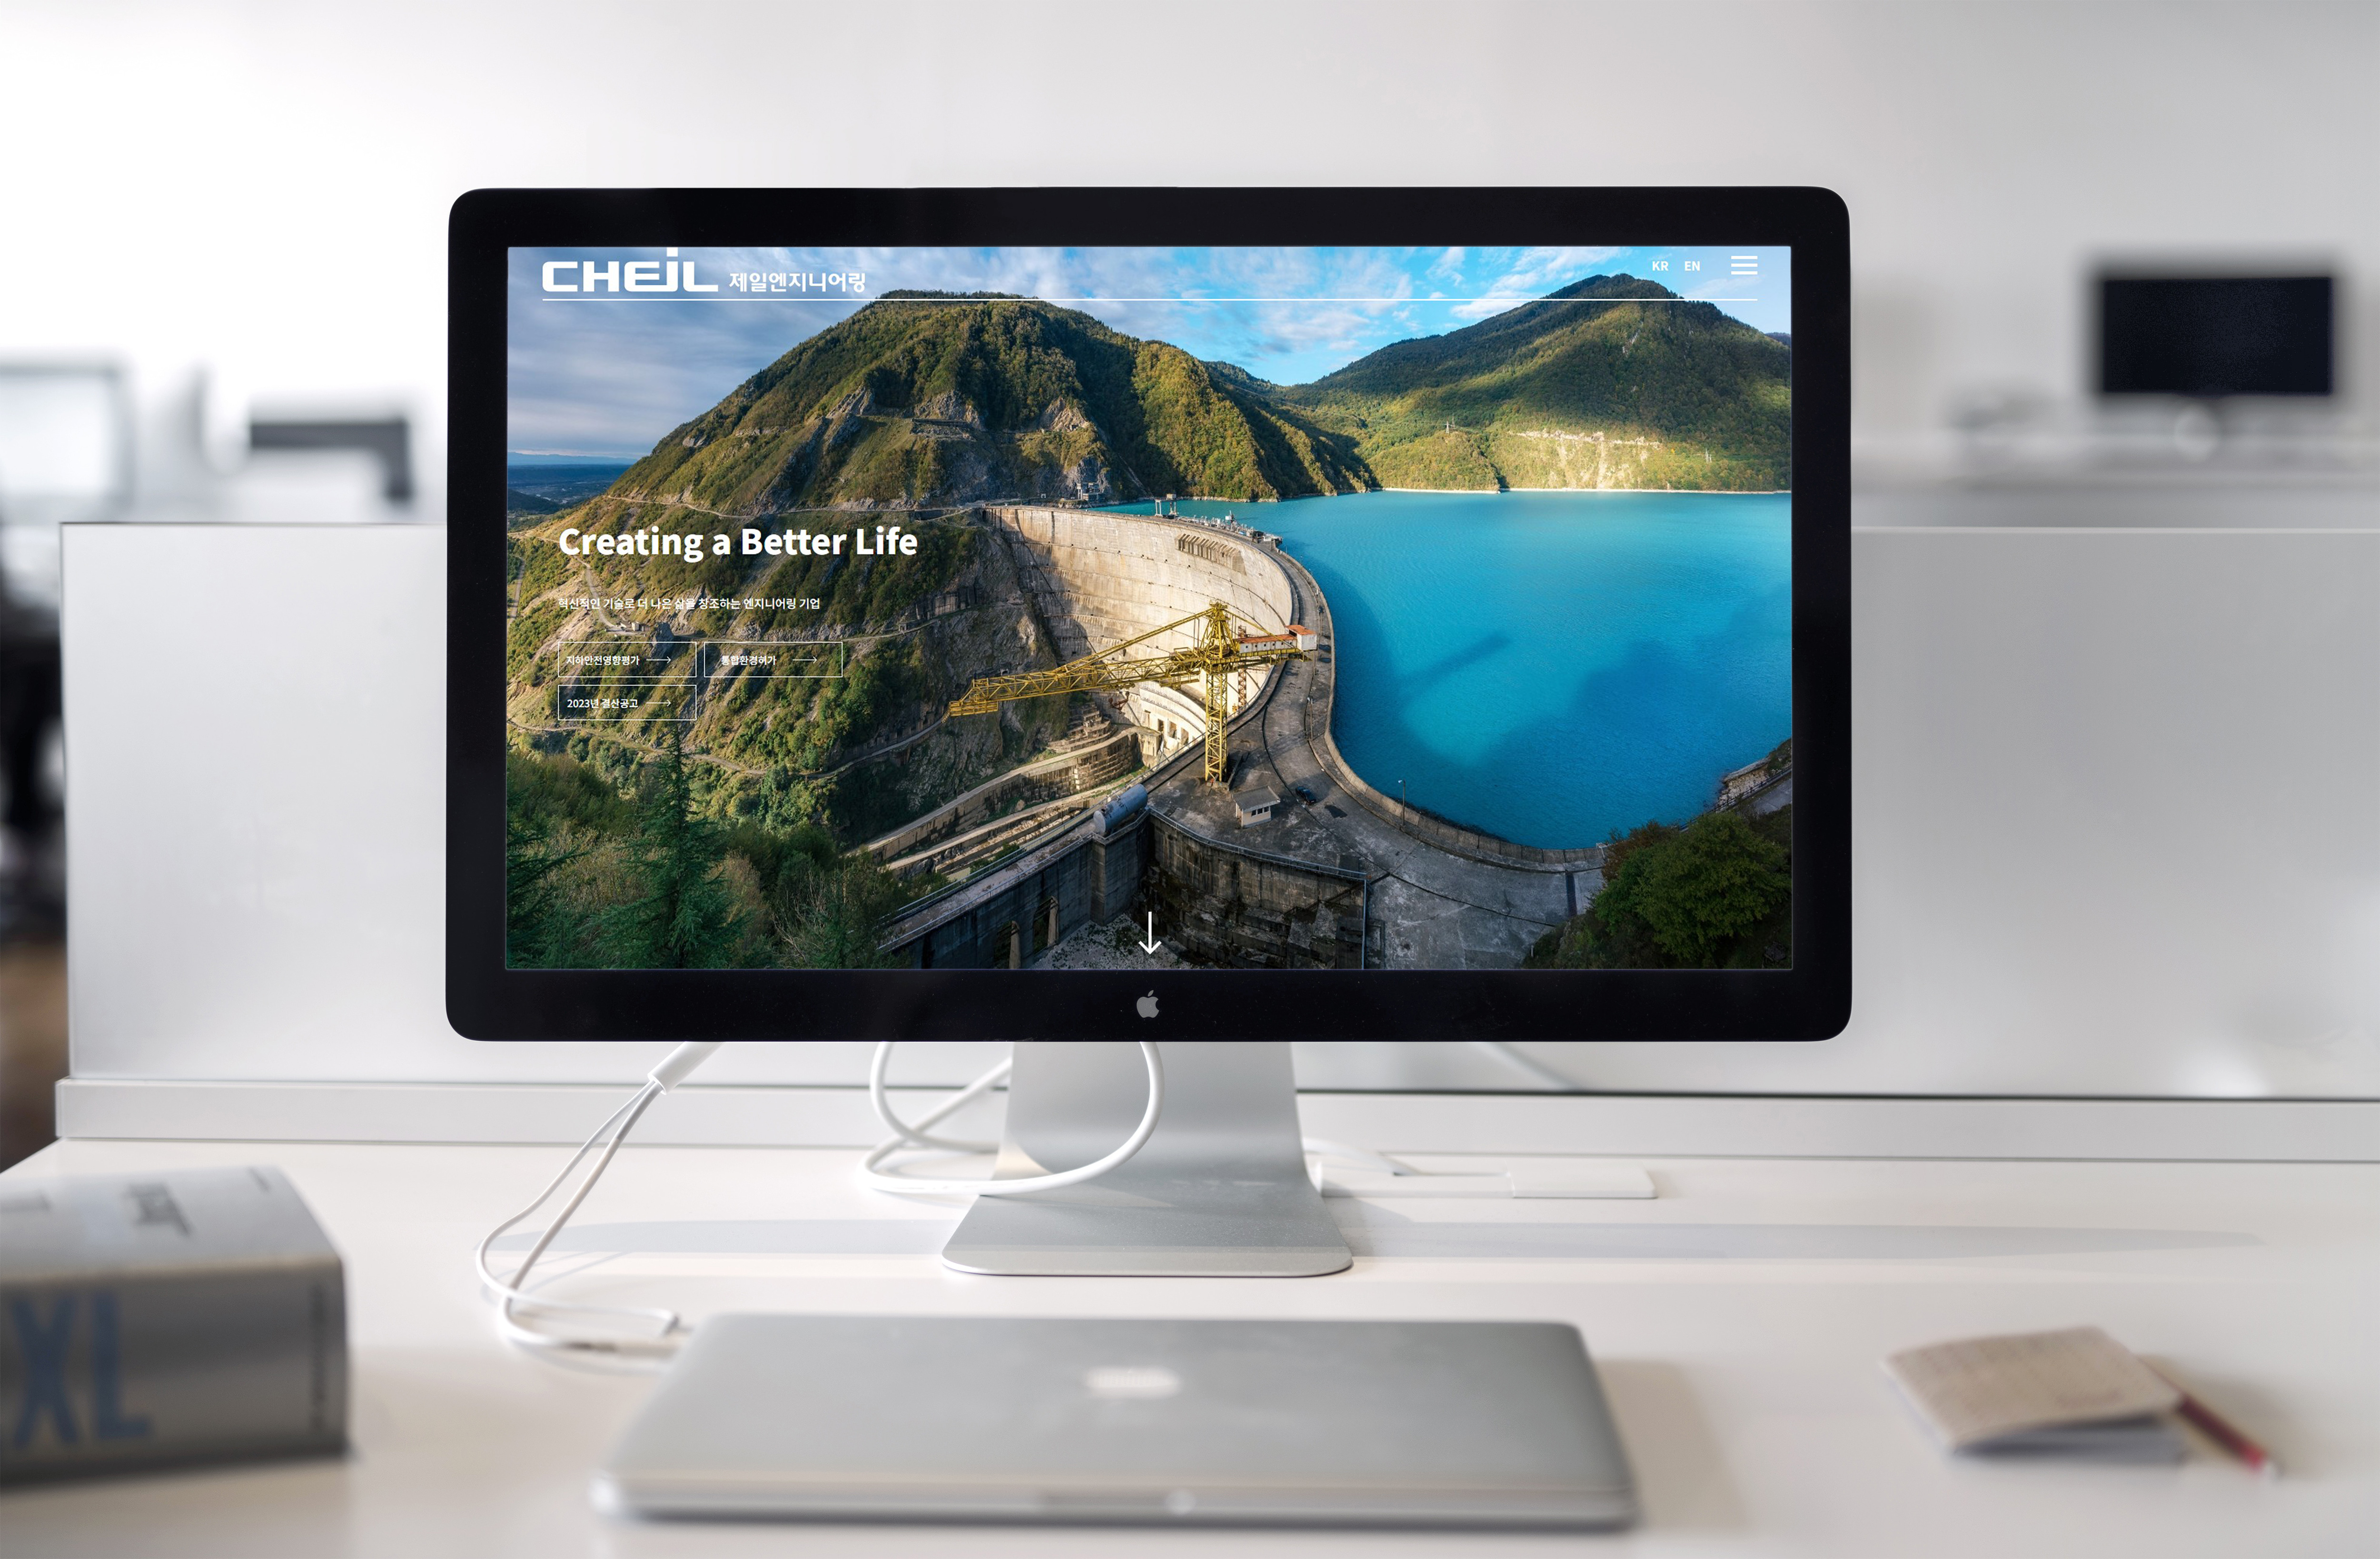 CHEIL 제일엔지니어링
KR EN
Creating a Better Life
혁신적인 기술로 더 나은 삶을 창조하는 엔지니어링 기업
지하안전영향평가
통합환경허가
2023년 결산공고
XL